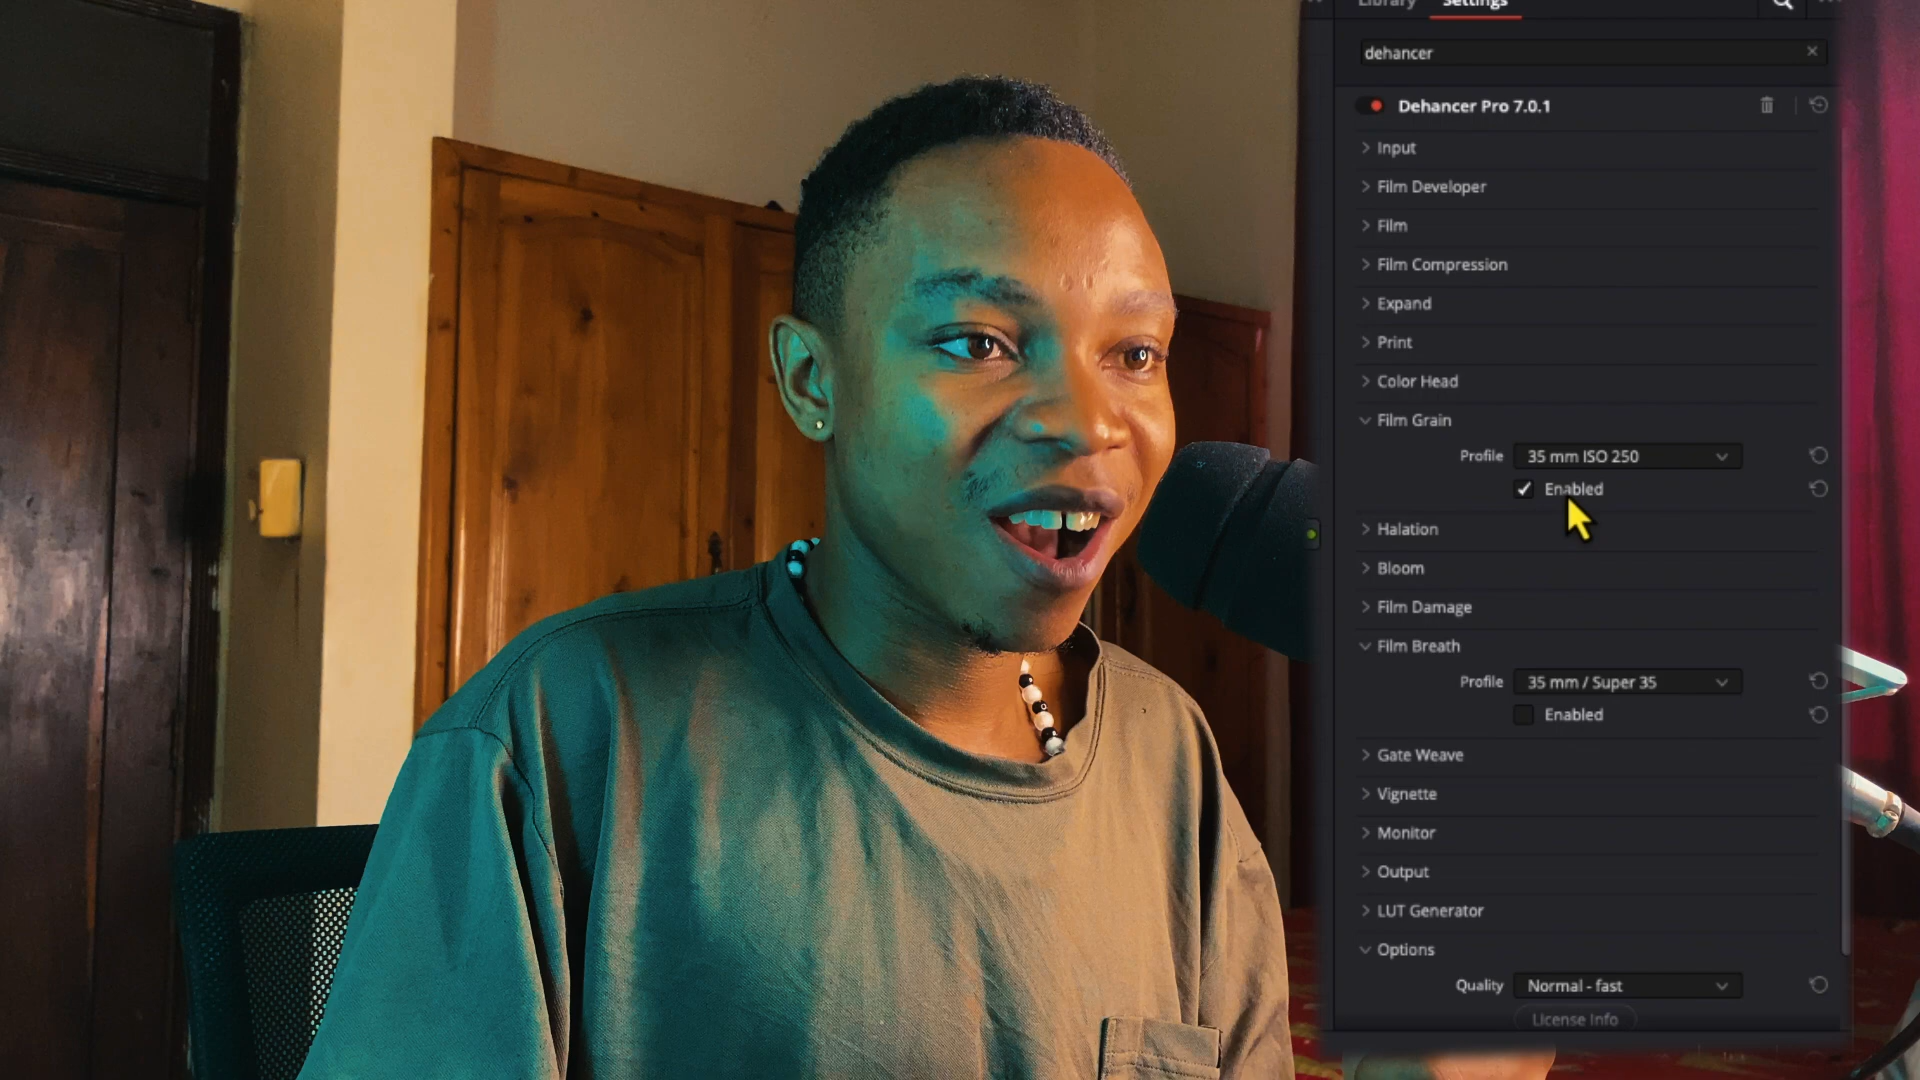 Library Settings
dehancer
Dehancer Pro 7.0.1
Input
Film Developer
Film
Film Compression
Expand
Print
Color Head
Film Grain
Profile 35 mm ISO 250
Enabled
Halation
Bloom
Film Damage
Film Breath
Profile 35 mm / Super 35
Enabled
Gate Weave
Vignette
Monitor
Output
LUT Generator
Options
Quality Normal - fast
License Info